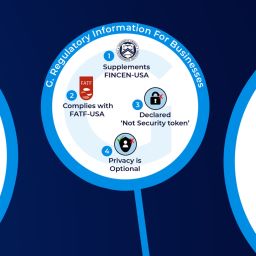 G. Regulatory Information For Businesses
1
Supplements
FINCEN-USA
2
FATF
Complies with
FATF-USA
3
Declared
'Not Security token'
4
Privacy is
Optional